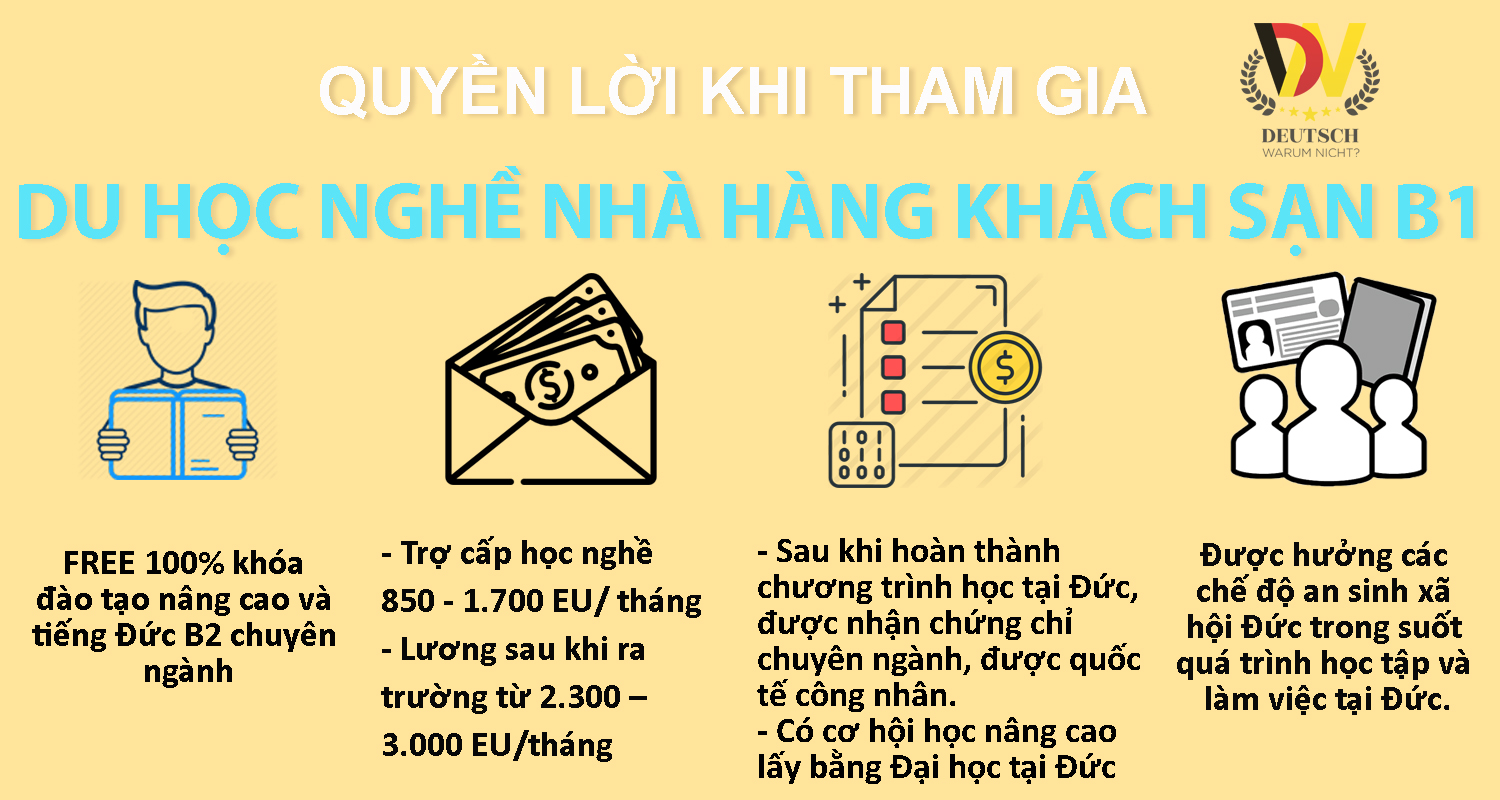 QUYỀN LỜI KHI THAM GIA
DEUTSCH
WARUM NICHT?
DU HỌC NGHỀ NHÀ HÀNG KHÁCH SẠN B1
FREE 100% khóa
đào tạo nâng cao và
tiếng Đức B2 chuyên
ngành
- Trợ cấp học nghề
850 - 1.700 EU/ tháng
- Lương sau khi ra
trường từ 2.300 –
3.000 EU/tháng
- Sau khi hoàn thành
chương trình học tại Đức,
được nhận chứng chỉ
chuyên ngành, được quốc
tế công nhân.
- Có cơ hội học nâng cao
lấy bằng Đại học tại Đức
Được hưởng các
chế độ an sinh xã
hội Đức trong suốt
quá trình học tập và
làm việc tại Đức.